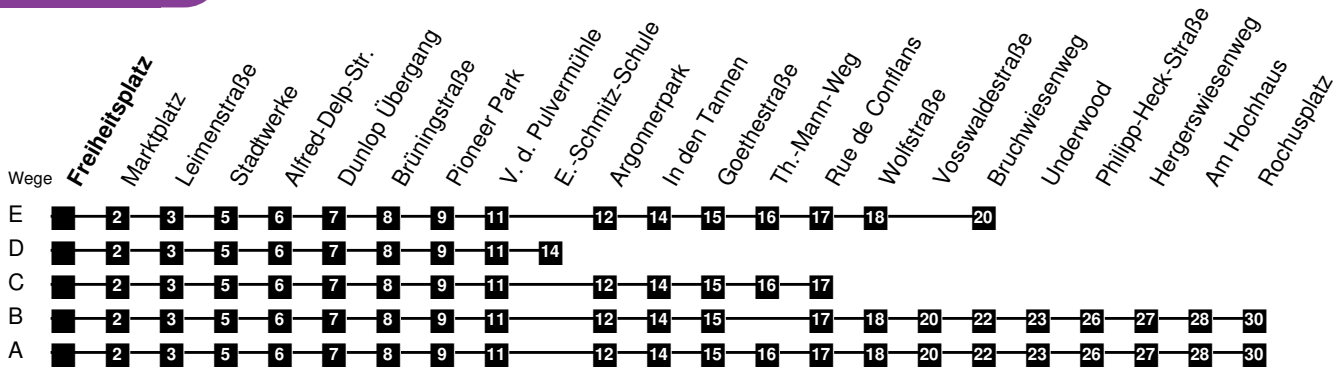 Freiheitsplatz
Marktplatz
Leimenstraße
Stadtwerke
Alfred-Delp-Str.
Dunlop Übergang
Brüningstraße
Pioneer Park
V. d. Pulvermühle
E.-Schmitz-Schule
Argonnerpark
In den Tannen
Goethestraße
Th.-Mann-Weg
Rue de Conflans
Wolfstraße
Vosswaldestraße
Bruchwiesenweg
Underwood
Philipp-Heck-Straße
Hergerswiesenweg
Am Hochhaus
Rochusplatz
Wege
E 2 3 5 6 7 8 9 11 12 14 15 16 17 18 20
D 2 3 5 6 7 8 9 11 14
C 2 3 5 6 7 8 9 11 12 14 15 16 17
B 2 3 5 6 7 8 9 11 12 14 15 17 18 20 22 23 26 27 28 30
A 2 3 5 6 7 8 9 11 12 14 15 16 17 18 20 22 23 26 27 28 30